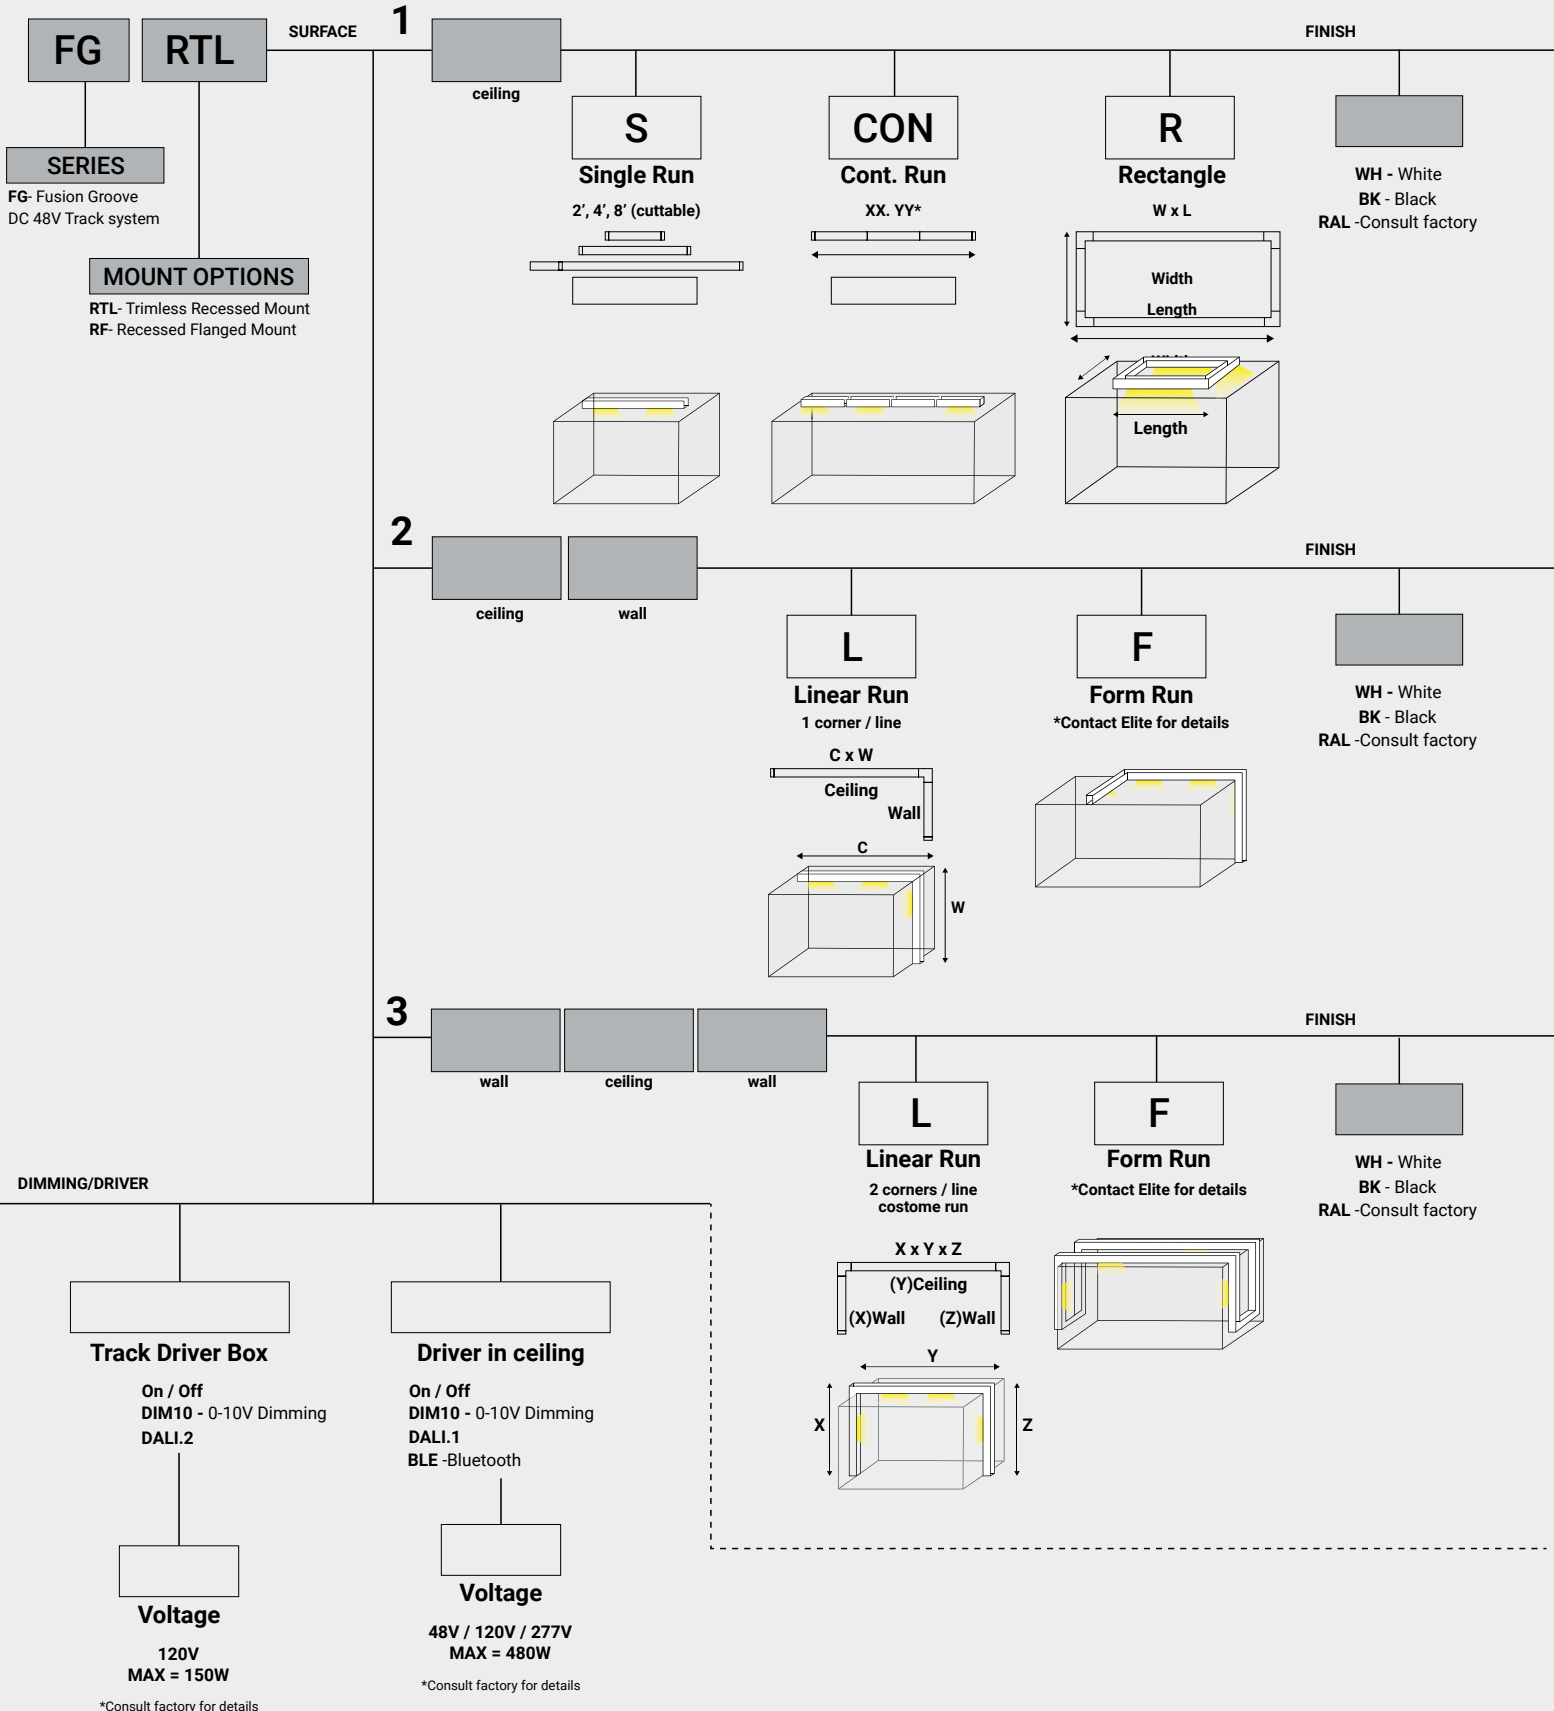 FG
RTL
SURFACE
SERIES
FG- Fusion Groove
DC 48V Track system
MOUNT OPTIONS
RTL- Trimless Recessed Mount
RF- Recessed Flanged Mount
1
ceiling
S
Single Run
2’, 4’, 8’ (cuttable)
CON
Cont. Run
XX. YY*
R
Rectangle
W x L
Width
Length
Length
FINISH
WH - White
BK - Black
RAL -Consult factory
2
ceiling
wall
L
Linear Run
1 corner / line
C x W
Ceiling
Wall
C
W
F
Form Run
*Contact Elite for details
FINISH
WH - White
BK - Black
RAL -Consult factory
3
wall
ceiling
wall
L
Linear Run
2 corners / line
costome run
X x Y x Z
(Y)Ceiling
(X)Wall
(Z)Wall
Y
X
Z
F
Form Run
*Contact Elite for details
FINISH
WH - White
BK - Black
RAL -Consult factory
DIMMING/DRIVER
Track Driver Box
On / Off
DIM10 - 0-10V Dimming
DALI.2
Voltage
120V
MAX = 150W
*Consult factory for details
Driver in ceiling
On / Off
DIM10 - 0-10V Dimming
DALI.1
BLE -Bluetooth
Voltage
48V / 120V / 277V
MAX = 480W
*Consult factory for details